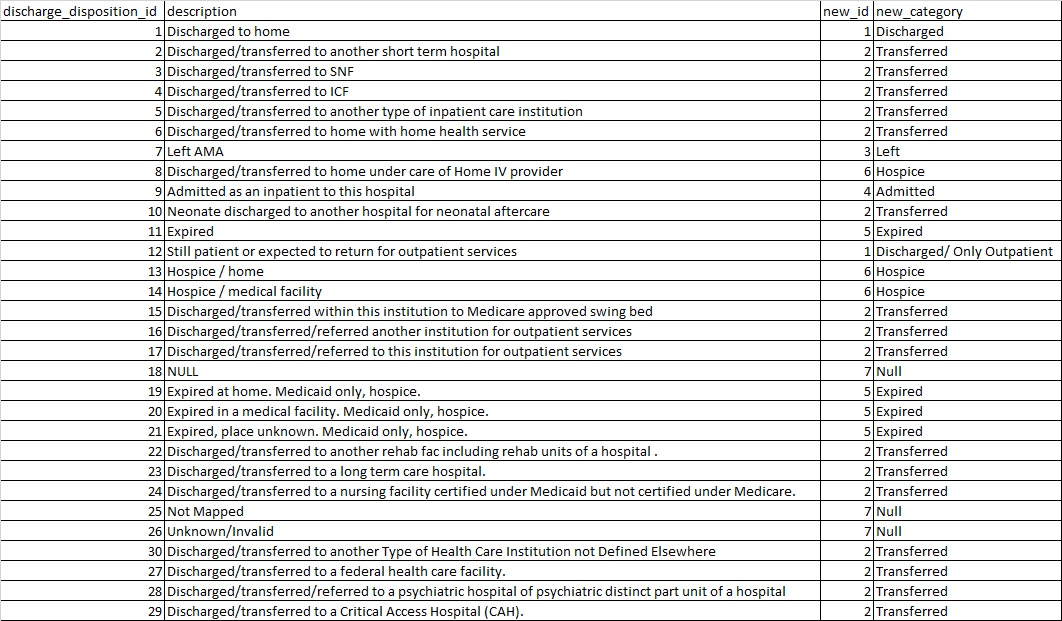 discharge_disposition_id description new_id new_category
1 Discharged to home 1 Discharged
2 Discharged/transferred to another short term hospital 2 Transferred
3 Discharged/transferred to SNF 2 Transferred
4 Discharged/transferred to ICF 2 Transferred
5 Discharged/transferred to another type of inpatient care institution 2 Transferred
6 Discharged/transferred to home with home health service 2 Transferred
7 Left AMA 3 Left
8 Discharged/transferred to home under care of Home IV provider 6 Hospice
9 Admitted as an inpatient to this hospital 4 Admitted
10 Neonate discharged to another hospital for neonatal aftercare 2 Transferred
11 Expired 5 Expired
12 Still patient or expected to return for outpatient services 1 Discharged/ Only Outpatient
13 Hospice / home 6 Hospice
14 Hospice / medical facility 6 Hospice
15 Discharged/transferred within this institution to Medicare approved swing bed 2 Transferred
16 Discharged/transferred/referred another institution for outpatient services 2 Transferred
17 Discharged/transferred/referred to this institution for outpatient services 2 Transferred
18 NULL 7 Null
19 Expired at home. Medicaid only, hospice. 5 Expired
20 Expired in a medical facility. Medicaid only, hospice. 5 Expired
21 Expired, place unknown. Medicaid only, hospice. 5 Expired
22 Discharged/transferred to another rehab fac including rehab units of a hospital . 2 Transferred
23 Discharged/transferred to a long term care hospital. 2 Transferred
24 Discharged/transferred to a nursing facility certified under Medicaid but not certified under Medicare. 2 Transferred
25 Not Mapped 7 Null
26 Unknown/Invalid 7 Null
30 Discharged/transferred to another Type of Health Care Institution not Defined Elsewhere 2 Transferred
27 Discharged/transferred to a federal health care facility. 2 Transferred
28 Discharged/transferred/referred to a psychiatric hospital of psychiatric distinct part unit of a hospital 2 Transferred
29 Discharged/transferred to a Critical Access Hospital (CAH). 2 Transferred